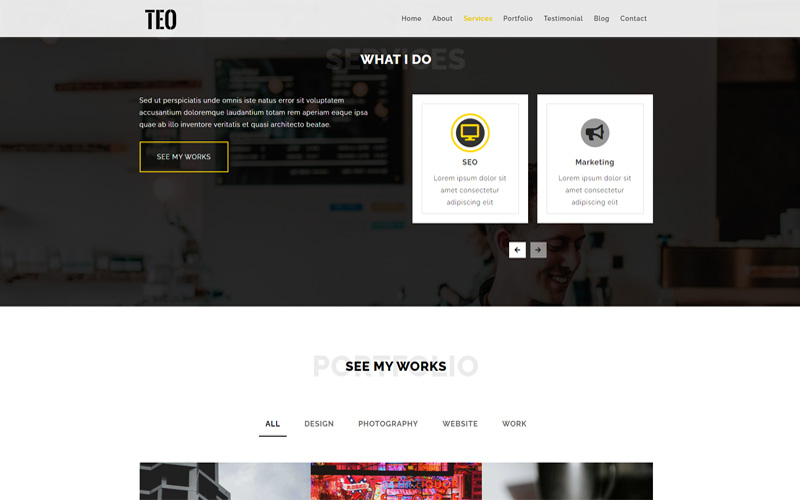 TEO
Home About Services Portfolio Testimonial Blog Contact
SERVICES
WHAT I DO
Sed ut perspiciatis unde omnis iste natus error sit voluptatem
accusantium doloremque laudantium totam rem aperiam eaque ipsa
quae ab illo inventore veritatis et quasi architecto beatae.
SEE MY WORKS
SEO
Lorem ipsum dolor sit
amet consectetur
adipiscing elit
Marketing
Lorem ipsum dolor sit
amet consectetur
adipiscing elit
PORTFOLIO
SEE MY WORKS
ALL DESIGN PHOTOGRAPHY WEBSITE WORK